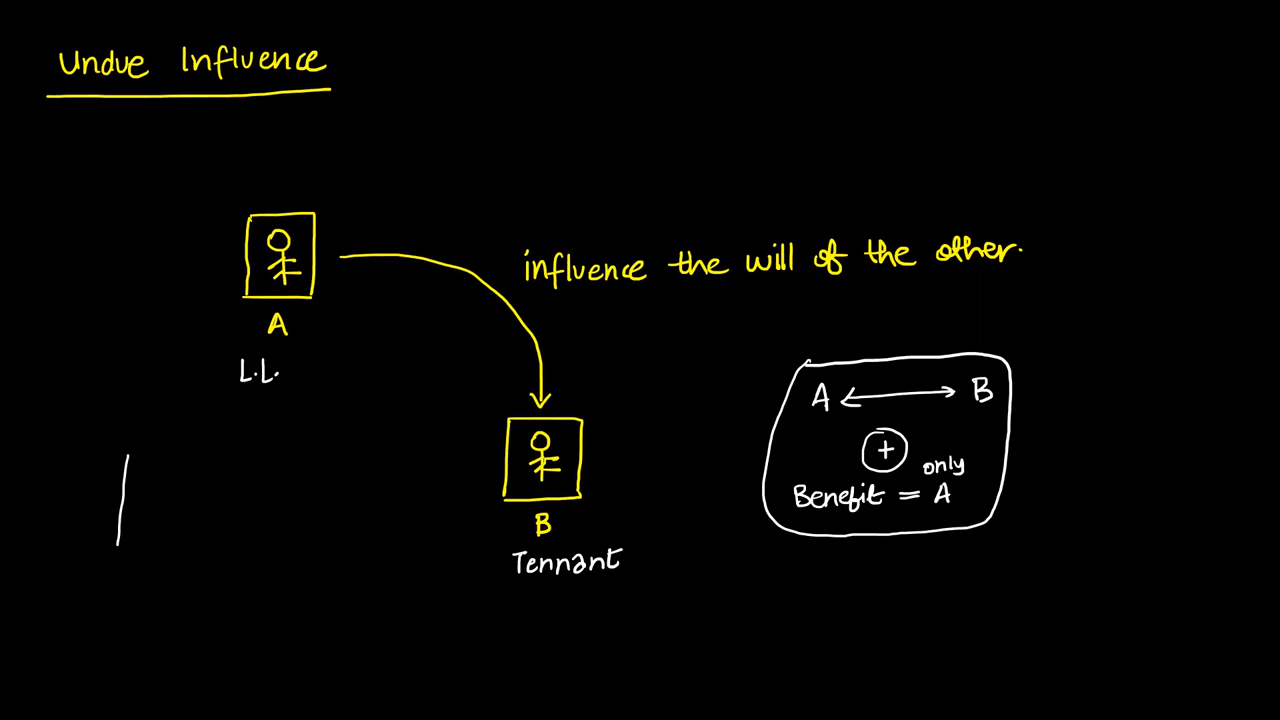 Undue Influence
influence the will of the other.
A
L.L.
B
Tennant
A ⟷ B
+
only
Benefit = A